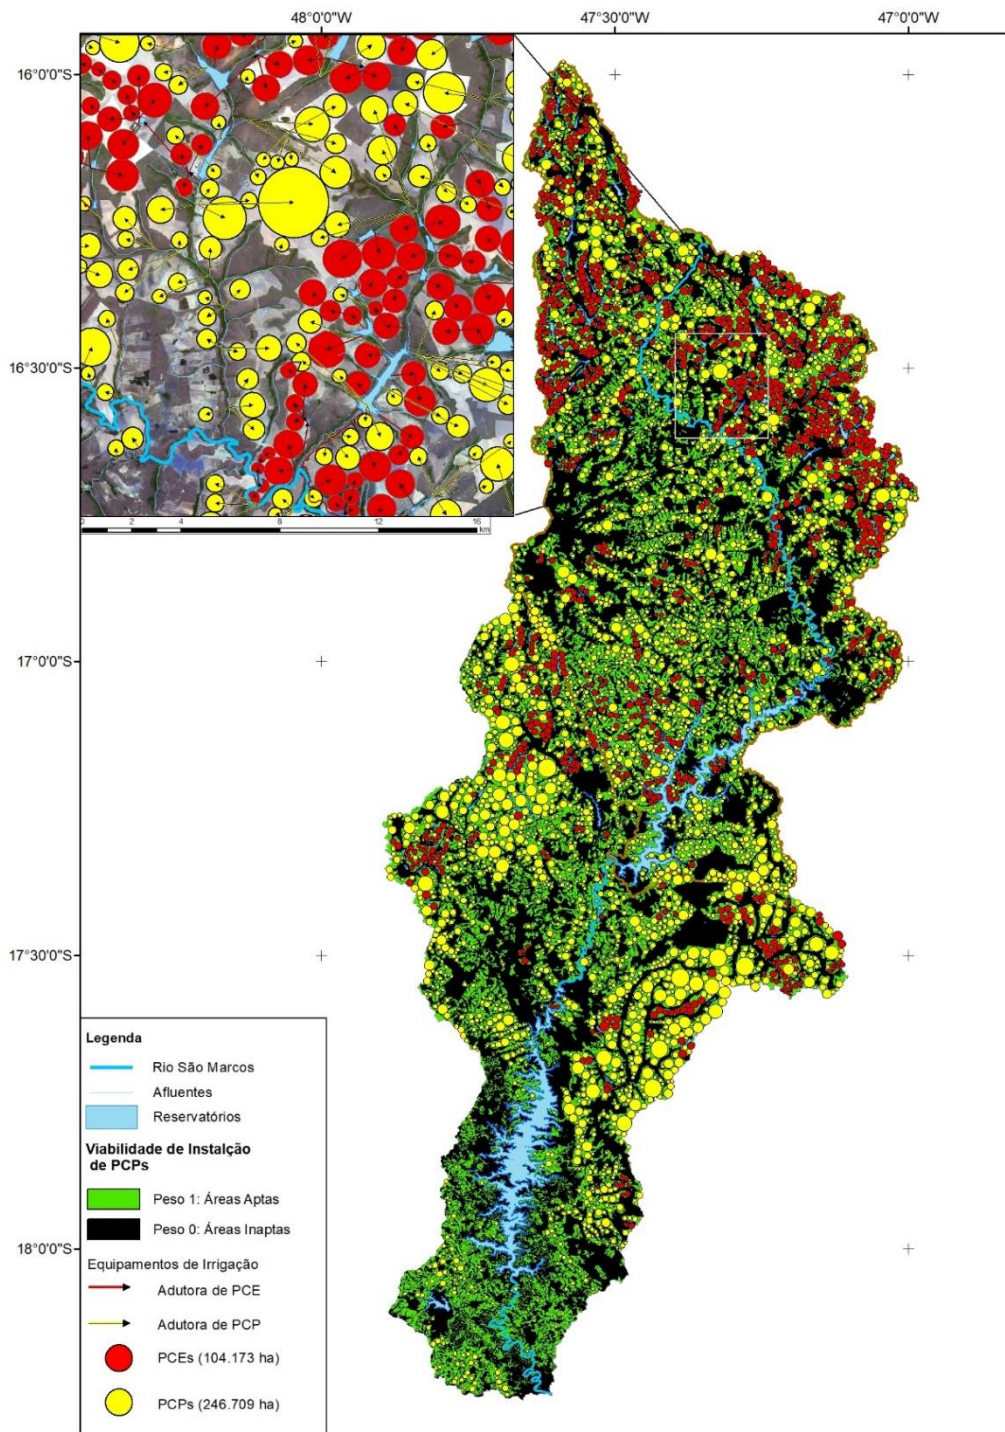 48°0'0"W
47°30'0"W
47°0'0"W
16°0'0"S
16°30'0"S
0 2 4 8 12 16
km
17°0'0"S
17°30'0"S
18°0'0"S
Legenda
Rio São Marcos
Afluentes
Reservatórios
Viabilidade de Instalção
de PCPs
Peso 1: Áreas Aptas
Peso 0: Áreas Inaptas
Equipamentos de Irrigação
Adutora de PCE
Adutora de PCP
PCEs (104.173 ha)
PCPs (246.709 ha)